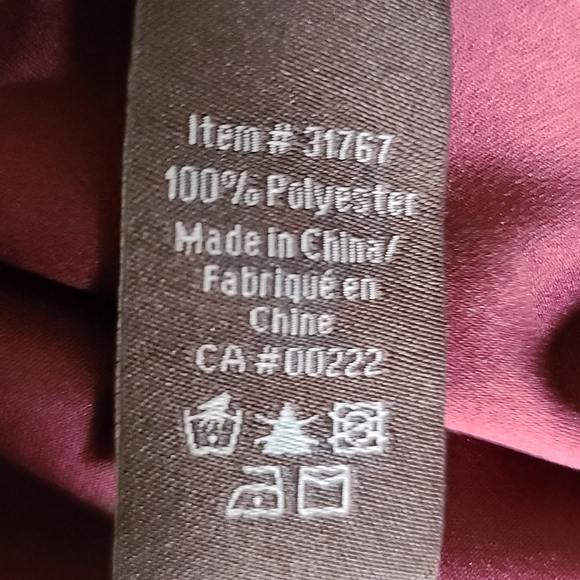 Item # 31767
100% Polyester
Made in China/
Fabriqué en
Chine
CA #00222